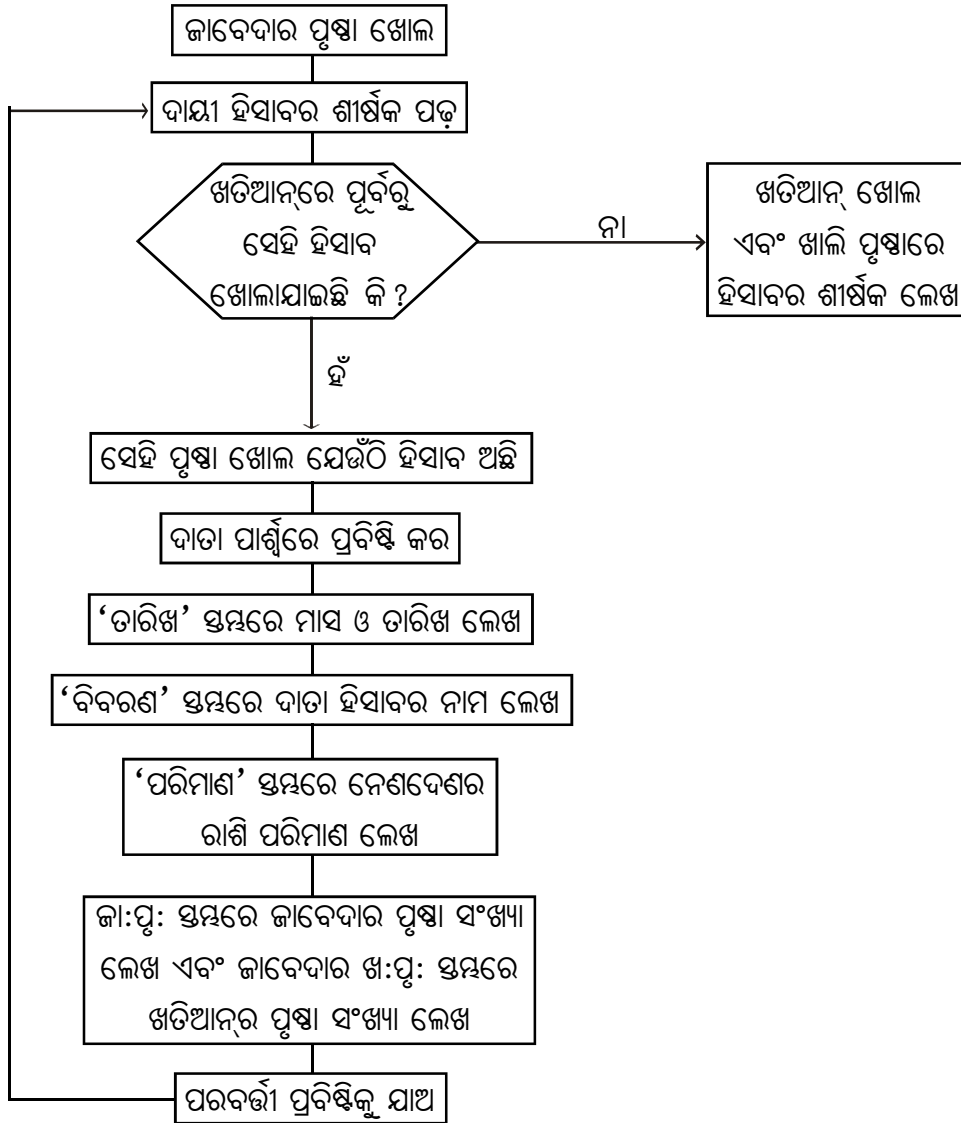 ଜାବେଦାର ପୃଷ୍ଠା ଖୋଲ
ଦାୟୀ ହିସାବର ଶୀର୍ଷକ ପଢ଼
ଖତିଆନ୍‌ରେ ପୂର୍ବରୁ
ସେହି ହିସାବ
ଖୋଲାଯାଇଛି କି ?
ନା
ଖତିଆନ୍ ଖୋଲ
ଏବଂ ଖାଲି ପୃଷ୍ଠାରେ
ହିସାବର ଶୀର୍ଷକ ଲେଖ
ହଁ
ସେହି ପୃଷ୍ଠା ଖୋଲ ଯେଉଁଠି ହିସାବ ଅଛି
ଦାତା ପାର୍ଶ୍ଵରେ ପ୍ରବିଷ୍ଟି କର
‘ତାରିଖ’ ସ୍ତମ୍ଭରେ ମାସ ଓ ତାରିଖ ଲେଖ
‘ବିବରଣ’ ସ୍ତମ୍ଭରେ ଦାତା ହିସାବର ନାମ ଲେଖ
‘ପରିମାଣ’ ସ୍ତମ୍ଭରେ ନେଣଦେଣର
ରାଶି ପରିମାଣ ଲେଖ
ଜା:ପୃ: ସ୍ତମ୍ଭରେ ଜାବେଦାର ପୃଷ୍ଠା ସଂଖ୍ୟା
ଲେଖ ଏବଂ ଜାବେଦାର ଖ:ପୃ: ସ୍ତମ୍ଭରେ
ଖତିଆନ୍‌ର ପୃଷ୍ଠା ସଂଖ୍ୟା ଲେଖ
ପରବର୍ତ୍ତୀ ପ୍ରବିଷ୍ଟିକୁ ଯାଅ